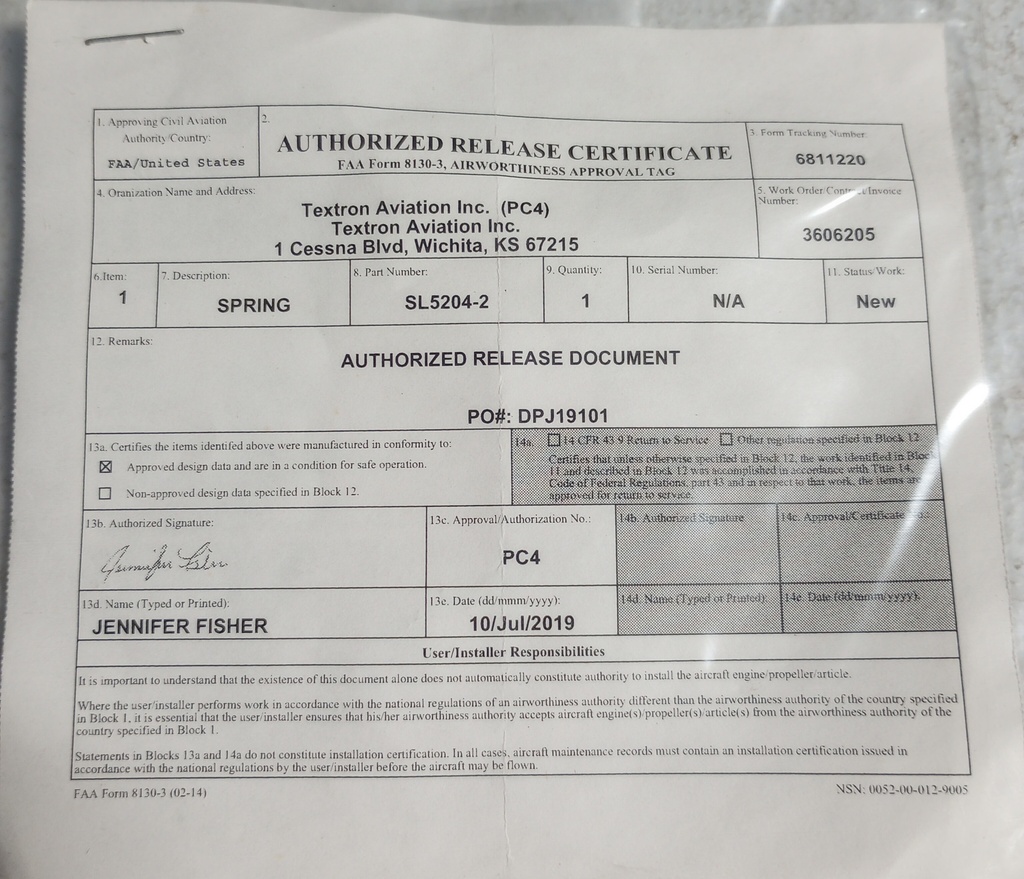 1. Approving Civil Aviation
Authority/Country:
FAA/United States
2.
AUTHORIZED RELEASE CERTIFICATE
FAA Form 8130-3, AIRWORTHINESS APPROVAL TAG
3. Form Tracking Number:
6811220
4. Oranization Name and Address:
Textron Aviation Inc. (PC4)
Textron Aviation Inc.
1 Cessna Blvd, Wichita, KS 67215
5. Work Order/ Invoice
Number:
3606205
6.Item:
1
7. Description:
SPRING
8. Part Number:
SL5204-2
9. Quantity:
1
10. Serial Number:
N/A
11. Status/Work:
New
12. Remarks:
AUTHORIZED RELEASE DOCUMENT
PO#: DPJ19101
13a. Certifies the items identifed above were manufactured in conformity to:
Approved design data and are in a condition for safe operation.
Non-approved design data specified in Block 12.
14a. 14 CFR 43.9 Return to Service Other regulation specified in Block 12
Certifies that unless otherwise specified in Block 12, the work identified in Block
11 and described in Block 12 was accomplished in accordance with Title 14,
Code of Federal Regulations, part 43 and in respect to that work, the items are
approved for return to service.
13b. Authorized Signature:
Jennifer Fisher
13c. Approval/Authorization No.:
PC4
14b. Authorized Signature
14c. Approval/Certificate
13d. Name (Typed or Printed):
JENNIFER FISHER
13e. Date (dd/mmm/yyyy):
10/Jul/2019
14d. Name (Typed or Printed):
14e. Date (dd/mmm/yyyy):
User/Installer Responsibilities
It is important to understand that the existence of this document alone does not automatically constitute authority to install the aircraft engine/propeller/article.
Where the user/installer performs work in accordance with the national regulations of an airworthiness authority different than the airworthiness authority of the country specified
in Block 1, it is essential that the user/installer ensures that his/her airworthiness authority accepts aircraft engine(s)/propeller(s)/article(s) from the airworthiness authority of the
country specified in Block 1.
Statements in Blocks 13a and 14a do not constitute installation certification. In all cases, aircraft maintenance records must contain an installation certification issued in
accordance with the national regulations by the user/installer before the aircraft may be flown.
FAA Form 8130-3 (02-14)
NSN: 0052-00-012-9005